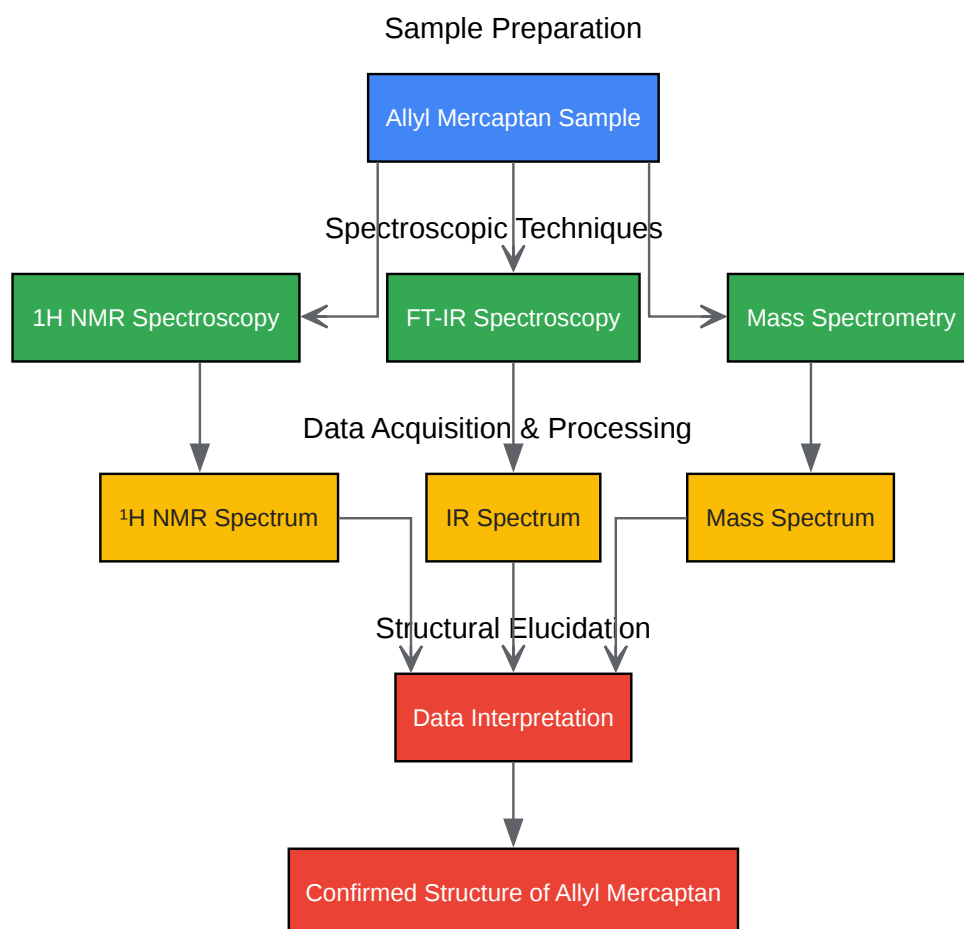 Sample Preparation
Allyl Mercaptan Sample
Spectroscopic Techniques
1H NMR Spectroscopy
FT-IR Spectroscopy
Mass Spectrometry
Data Acquisition & Processing
¹H NMR Spectrum
IR Spectrum
Mass Spectrum
Structural Elucidation
Data Interpretation
Confirmed Structure of Allyl Mercaptan